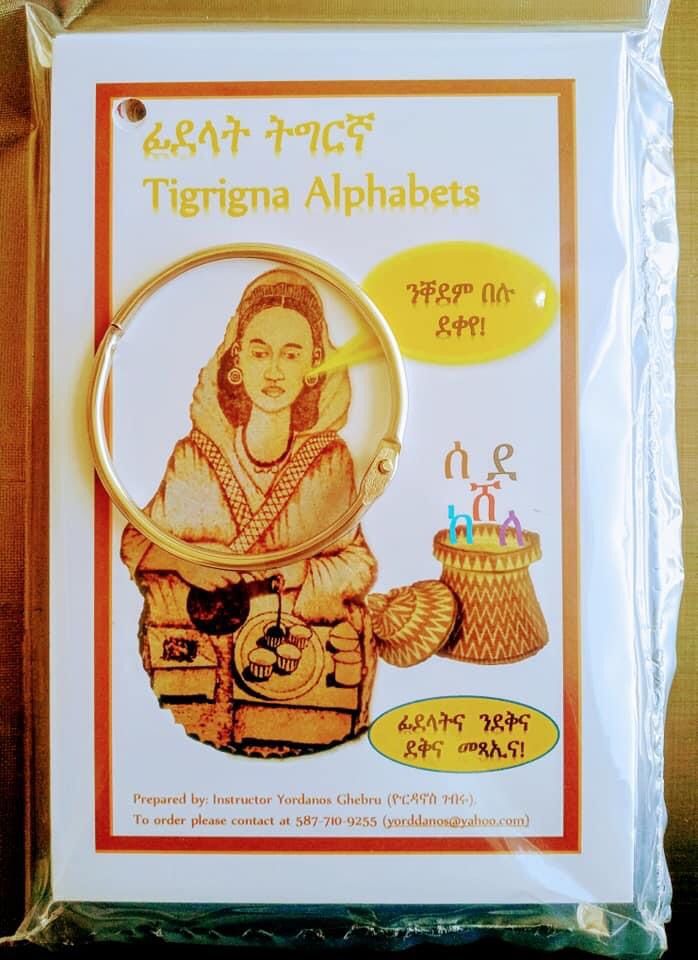 ፊደላት ትግርኛ
Tigrigna Alphabets
ንቐደም በሉ
ደቀየ!
ሰ ደ
ሸ
ከ ለ
ፊደላትና ንደቅና
ደቅና መጻኢና!
Prepared by: Instructor Yordanos Ghebru (ዮርዳኖስ ገብሩ).
To order please contact at 587-710-9255 (yorddanos@yahoo.com)